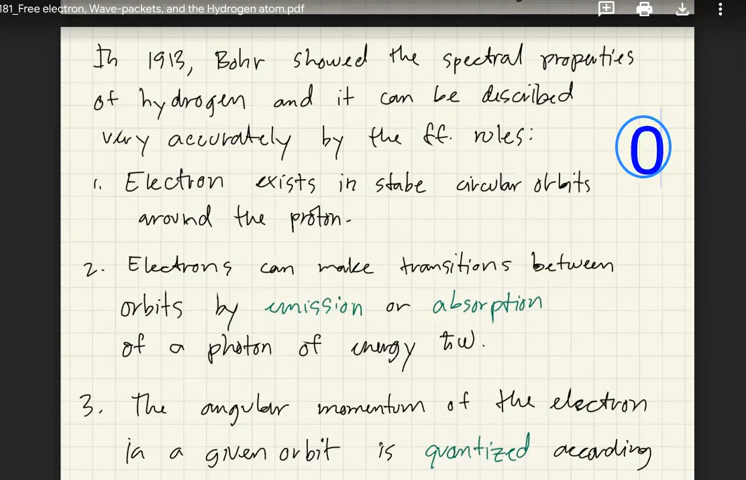 181_Free electron, Wave-packets, and the Hydrogen atom.pdf
In 1913, Bohr showed the spectral properties
of hydrogen and it can be described
very accurately by the ff. rules:
0
1. Electron exists in stabe circular orbits
around the proton.
2. Electrons can make transitions between
orbits by emission or absorption
of a photon of energy ħω.
3. The angular momentum of the electron
in a given orbit is quantized according